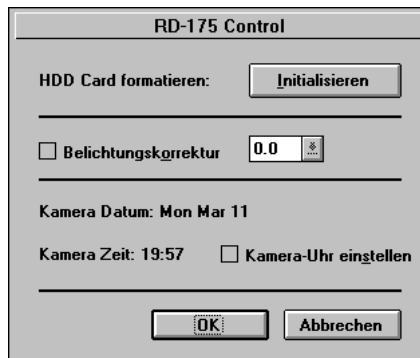 RD-175 Control
HDD Card formatieren: Initialisieren
Belichtungskorrektur 0.0
Kamera Datum: Mon Mar 11
Kamera Zeit: 19:57 Kamera-Uhr einstellen
OK Abbrechen